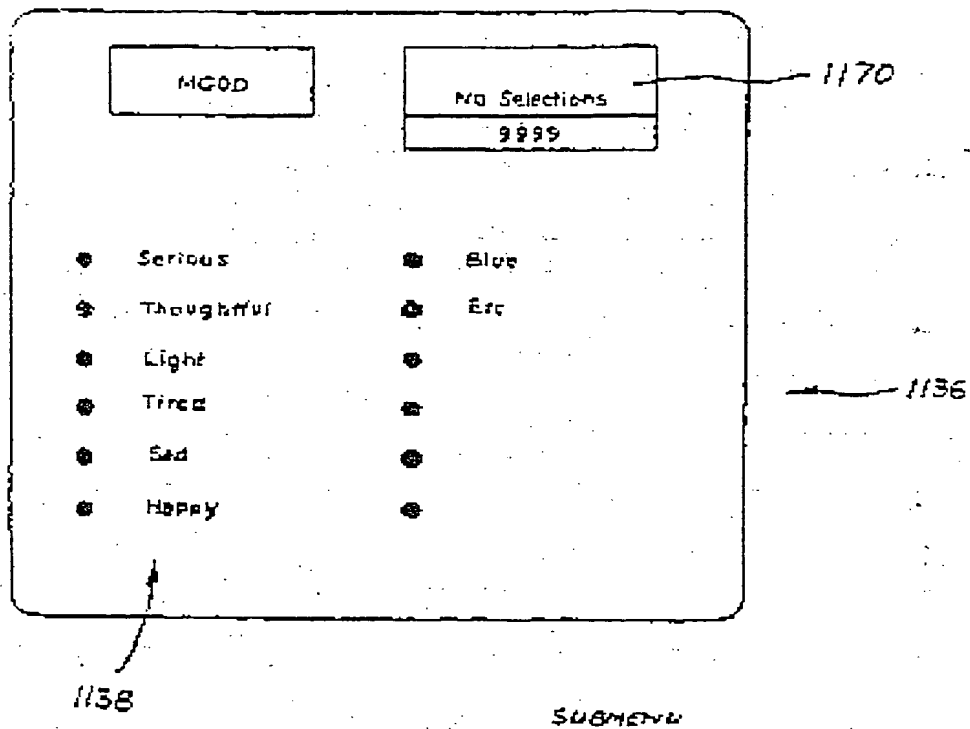 MOOD
1170
No Selections
9999
Serious
Blue
Thoughtful
Etc
Light
1136
Tired
Sad
Happy
1138
SUBMENU